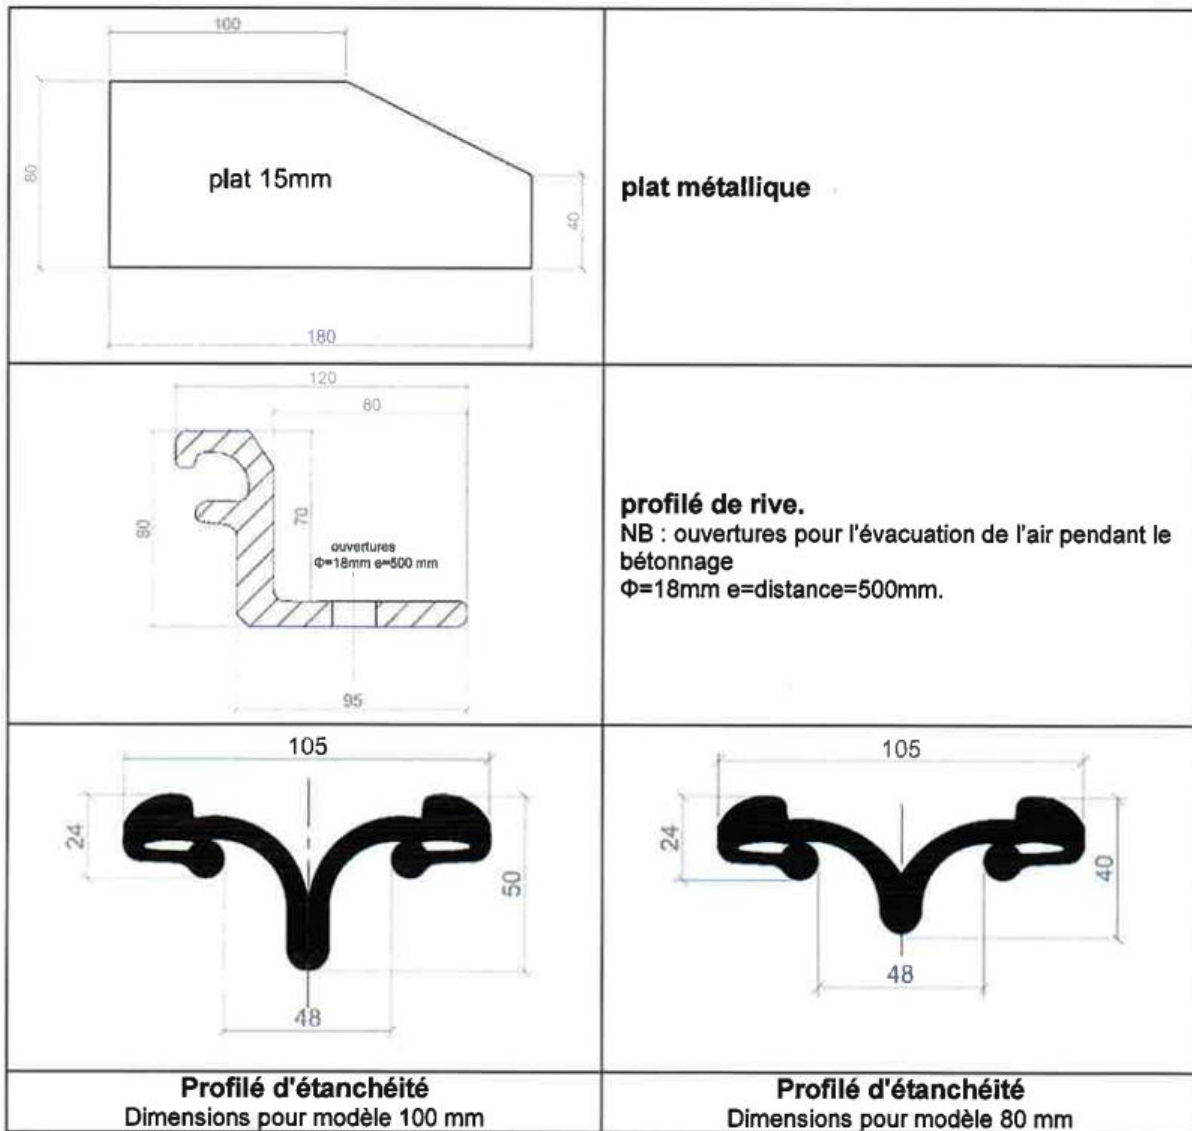 100
80
plat 15mm
40
180
plat métallique
120
80
80
70
ouvertures
Φ=18mm e=500 mm
95
profilé de rive.
NB : ouvertures pour l'évacuation de l'air pendant le
bétonnage
Φ=18mm e=distance=500mm.
105
24
50
48
105
24
40
48
Profilé d'étanchéité
Dimensions pour modèle 100 mm
Profilé d'étanchéité
Dimensions pour modèle 80 mm